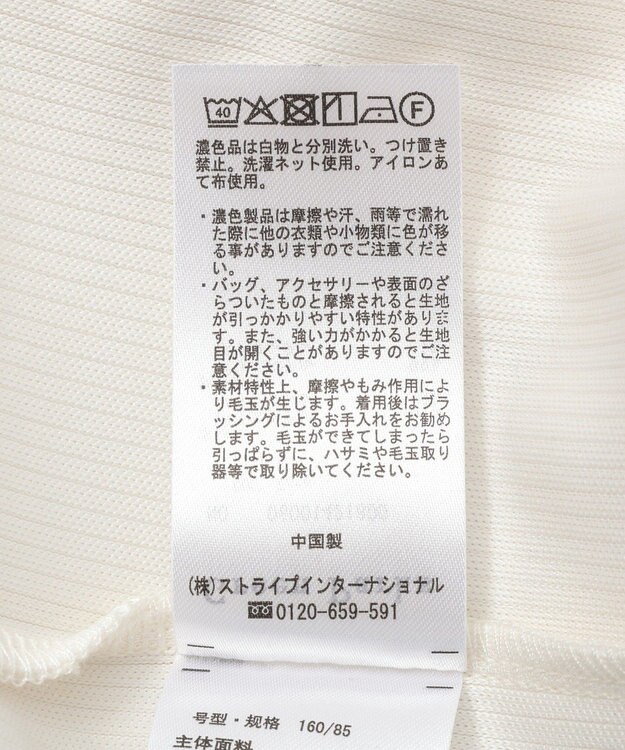 40 F
濃色品は白物と分別洗い。つけ置き
禁止。洗濯ネット使用。アイロンあ
て布使用。
・濃色製品は摩擦や汗、雨等で濡れ
た際に他の衣類や小物類に色が移
る事がありますのでご注意くださ
い。
・バッグ、アクセサリーや表面のざ
らついたものと摩擦されると生地
が引っかかりやすい特性がありま
す。また、強い力がかかると生地
目が開くことがありますのでご注
意ください。
・素材特性上、摩擦やもみ作用によ
り毛玉が生じます。着用後はブラ
ッシングによるお手入れをお勧め
します。毛玉ができてしまったら
引っぱらずに、ハサミや毛玉取り
器等で取り除いてください。
中国製
(株)ストライプインターナショナル
0120-659-591
号型・规格 160/85
主体面料